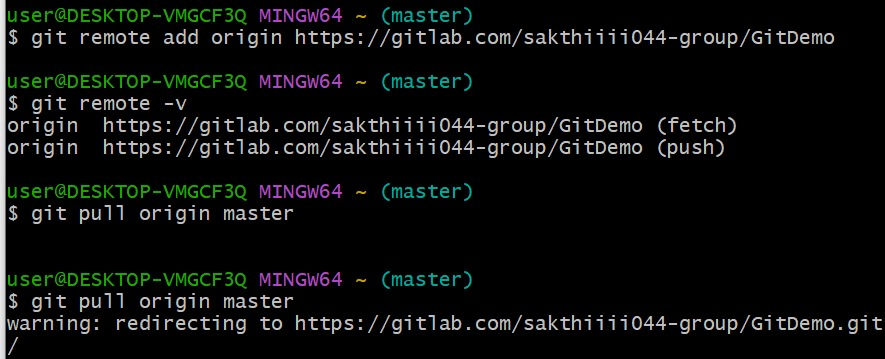 user@DESKTOP-VMGCF3Q MINGW64 ~ (master)
$ git remote add origin https://gitlab.com/sakthiiii044-group/GitDemo
user@DESKTOP-VMGCF3Q MINGW64 ~ (master)
$ git remote -v
origin  https://gitlab.com/sakthiiii044-group/GitDemo (fetch)
origin  https://gitlab.com/sakthiiii044-group/GitDemo (push)
user@DESKTOP-VMGCF3Q MINGW64 ~ (master)
$ git pull origin master
user@DESKTOP-VMGCF3Q MINGW64 ~ (master)
$ git pull origin master
warning: redirecting to https://gitlab.com/sakthiiii044-group/GitDemo.git
/